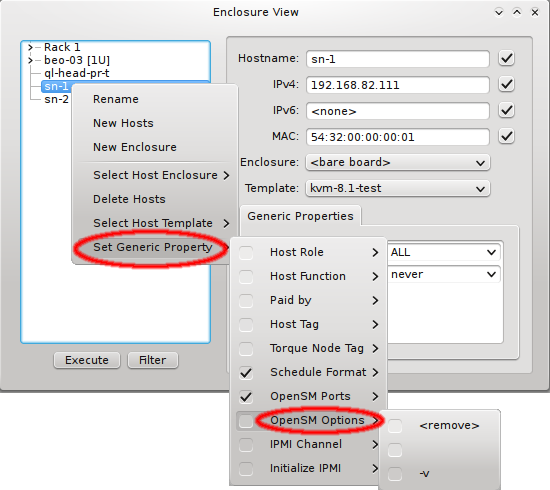 Enclosure View
Rack 1
beo-03 [1U]
ql-head-pr-t
sn-1
sn-2
Rename
New Hosts
New Enclosure
Select Host Enclosure
Delete Hosts
Select Host Template
Set Generic Property
Execute
Filter
Hostname: sn-1
IPv4: 192.168.82.111
IPv6: <none>
MAC: 54:32:00:00:00:01
Enclosure: <bare board>
Template: kvm-8.1-test
Generic Properties
ALL
never
Host Role
Host Function
Paid by
Host Tag
Torque Node Tag
Schedule Format
OpenSM Ports
OpenSM Options
IPMI Channel
Initialize IPMI
<remove>
-v